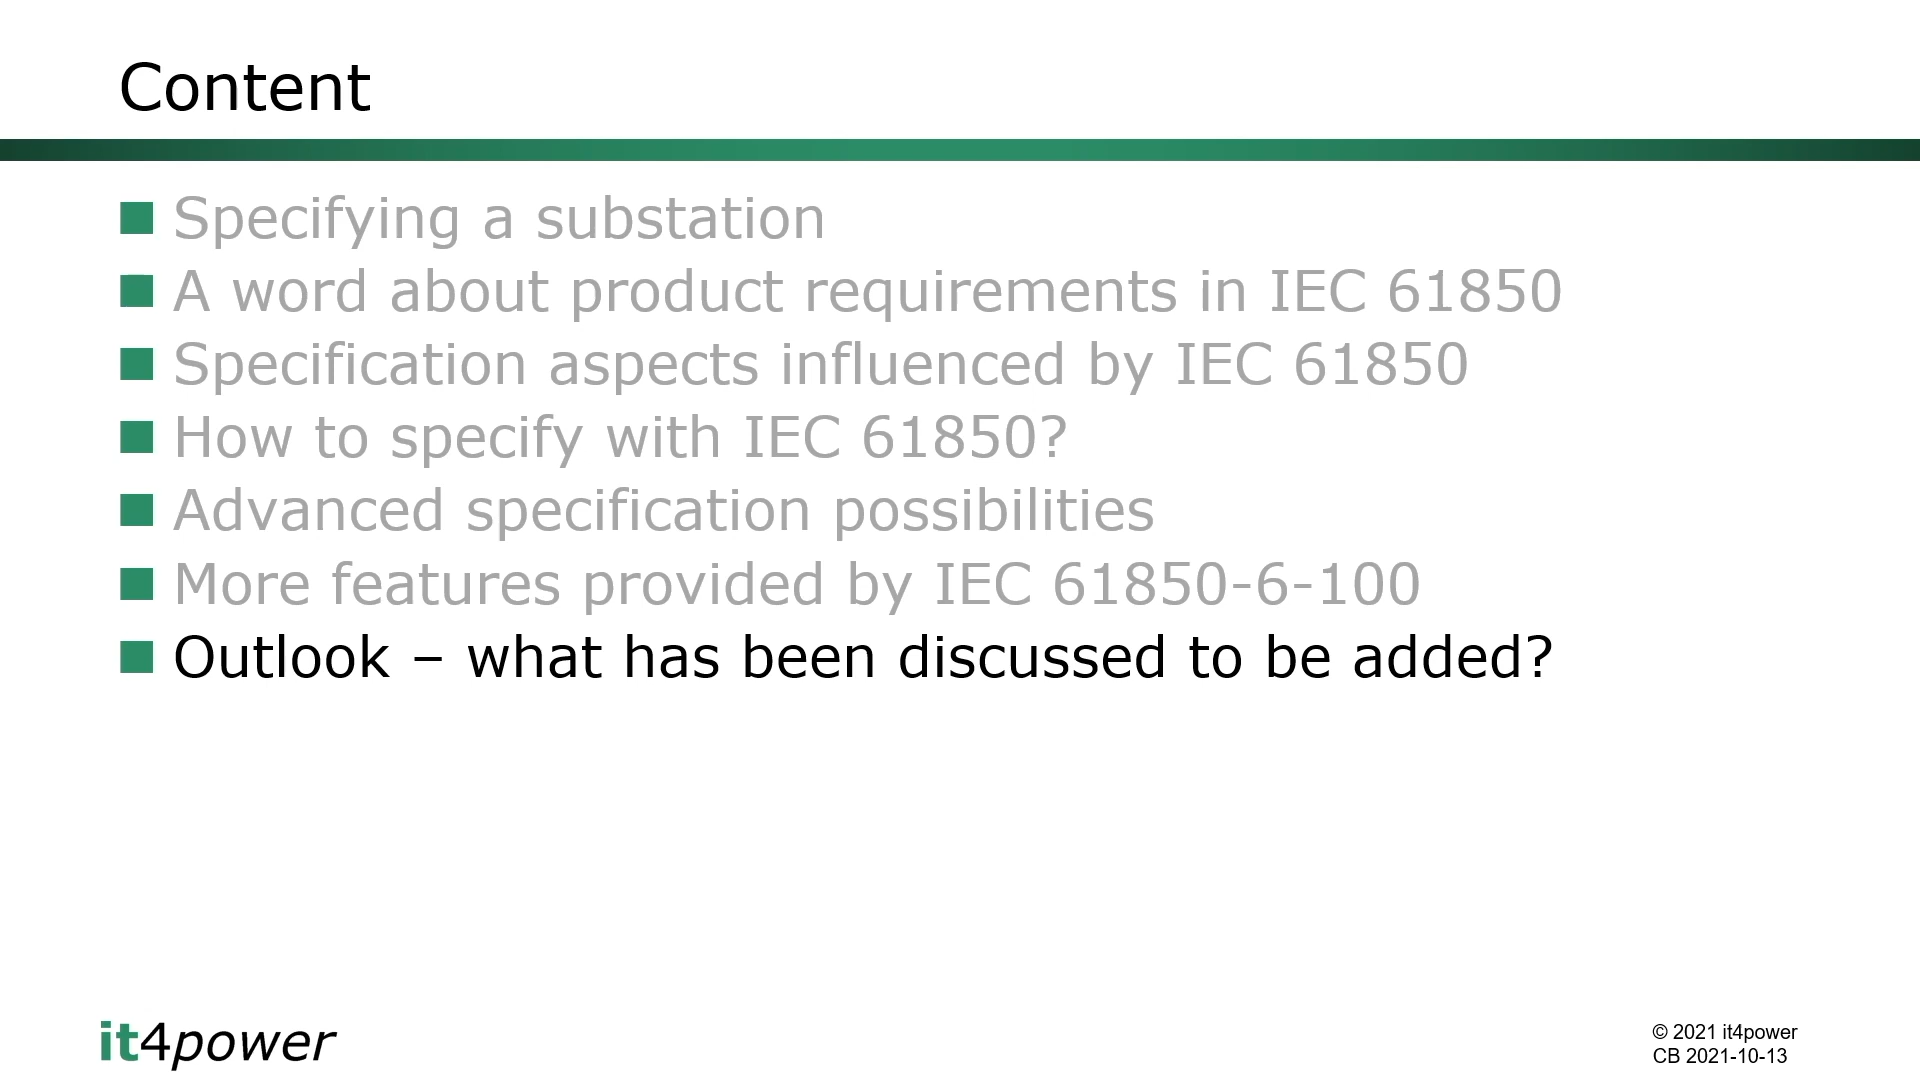 Content
Specifying a substation
A word about product requirements in IEC 61850
Specification aspects influenced by IEC 61850
How to specify with IEC 61850?
Advanced specification possibilities
More features provided by IEC 61850-6-100
Outlook – what has been discussed to be added?
it4power
© 2021 it4power
CB 2021-10-13